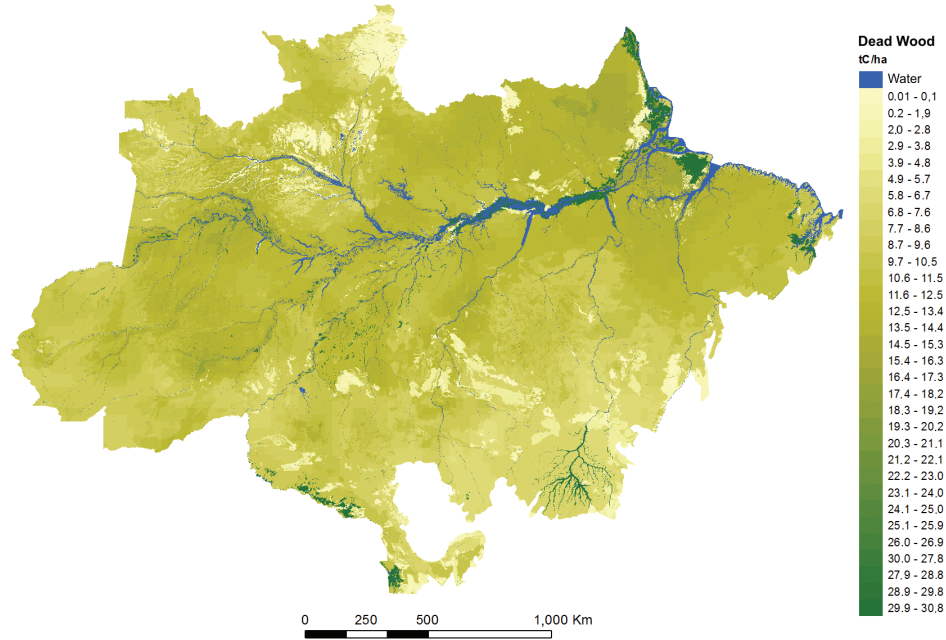 Dead Wood
tC/ha
Water
0.01 - 0,1
0.2 - 1.9
2.0 - 2.8
2.9 - 3.8
3.9 - 4.8
4.9 - 5.7
5.8 - 6.7
6.8 - 7.6
7.7 - 8.6
8.7 - 9.6
9.7 - 10,5
10.6 - 11.5
11.6 - 12.5
12.5 - 13.4
13.5 - 14.4
14.5 - 15.3
15.4 - 16.3
16.4 - 17.3
17.4 - 18.2
18.3 - 19.2
19.3 - 20.2
20.3 - 21.1
21.2 - 22.1
22.2 - 23.0
23.1 - 24.0
24.1 - 25.0
25.1 - 25.9
26.0 - 26.9
30.0 - 27.8
27.9 - 28.8
28.9 - 29.8
29.9 - 30.8
0 250 500 1,000 Km